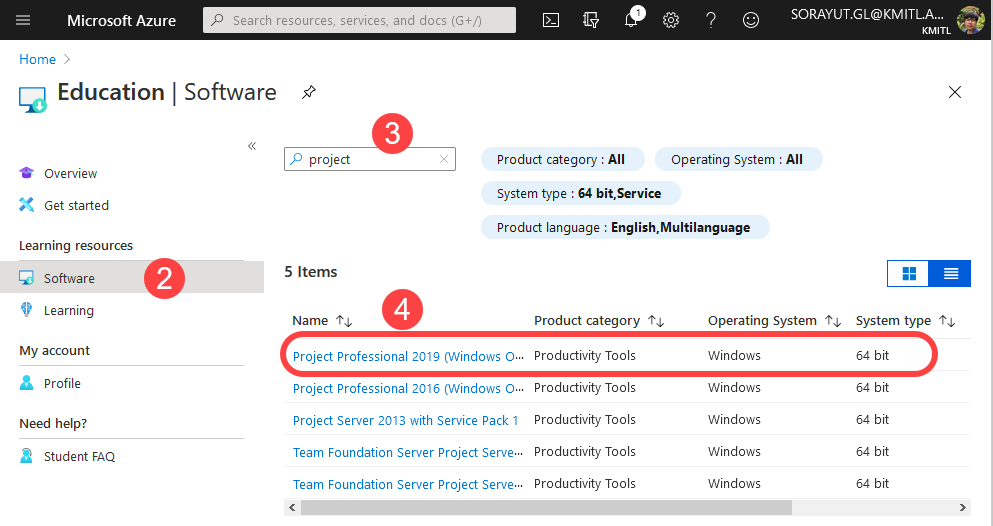 Microsoft Azure
Search resources, services, and docs (G+/)
1
SORAYUT.GL@KMITL.A...
KMITL
Home
Education | Software
3
project
Product category : All
Operating System : All
System type : 64 bit,Service
Product language : English,Multilanguage
Overview
Get started
Learning resources
Software
2
Learning
My account
Profile
Need help?
Student FAQ
5 Items
4
Name Product category Operating System System type
Project Professional 2019 (Windows O... Productivity Tools Windows 64 bit
Project Professional 2016 (Windows O... Productivity Tools Windows 64 bit
Project Server 2013 with Service Pack 1 Productivity Tools Windows 64 bit
Team Foundation Server Project Serve... Productivity Tools Windows 64 bit
Team Foundation Server Project Serve... Productivity Tools Windows 64 bit